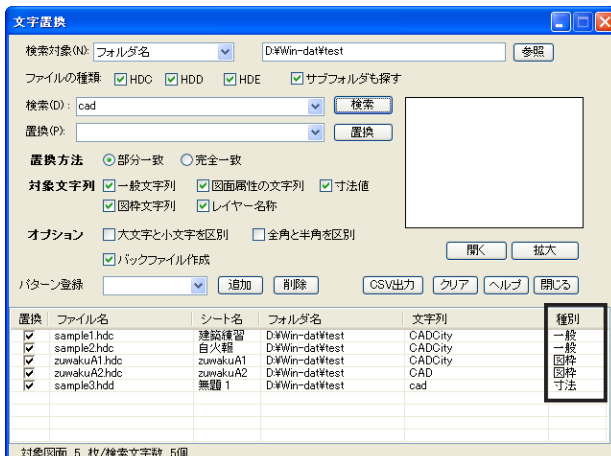 文字置換
検索対象(N): フォルダ名 D:¥Win-dat¥test 参照
ファイルの種類: HDC HDD HDE サブフォルダも探す
検索(D): cad 検索
置換(P): 置換
置換方法 部分一致 完全一致
対象文字列 一般文字列 図面属性の文字列 寸法値
図枠文字列 レイヤー名称
オプション 大文字と小文字を区別 全角と半角を区別
バックファイル作成
開く 拡大
パターン登録 追加 削除 CSV出力 クリア ヘルプ 閉じる
置換 ファイル名 シート名 フォルダ名 文字列 種別
sample1.hdc 建築練習 D:¥Win-dat¥test CADCity 一般
sample2.hdc 自火報 D:¥Win-dat¥test CADCity 一般
zuwakuA1.hdc zuwakuA1 D:¥Win-dat¥test CADCity 図枠
zuwakuA2.hdc zuwakuA2 D:¥Win-dat¥test CAD 図枠
sample3.hdd 無題 1 D:¥Win-dat¥test cad 寸法
対象図面 5 枚/検索文字数 5個